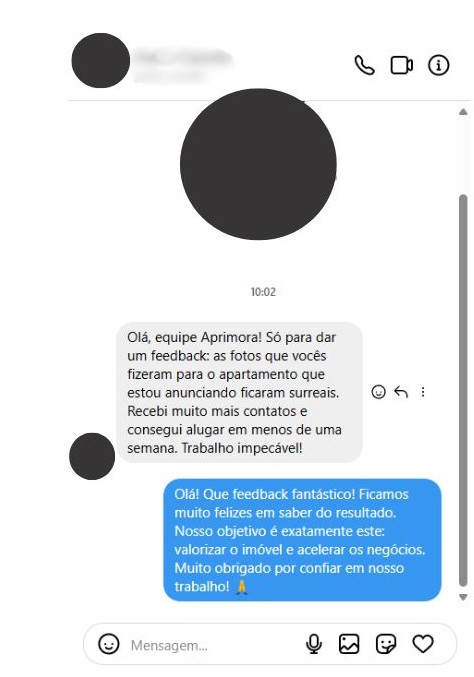 10:02
Olá, equipe Aprimora! Só para dar
um feedback: as fotos que vocês
fizeram para o apartamento que
estou anunciando ficaram surreais.
Recebi muito mais contatos e
consegui alugar em menos de uma
semana. Trabalho impecável!
Olá! Que feedback fantástico! Ficamos
muito felizes em saber do resultado.
Nosso objetivo é exatamente este:
valorizar o imóvel e acelerar os negócios.
Muito obrigado por confiar em nosso
trabalho! 🙏
Mensagem...